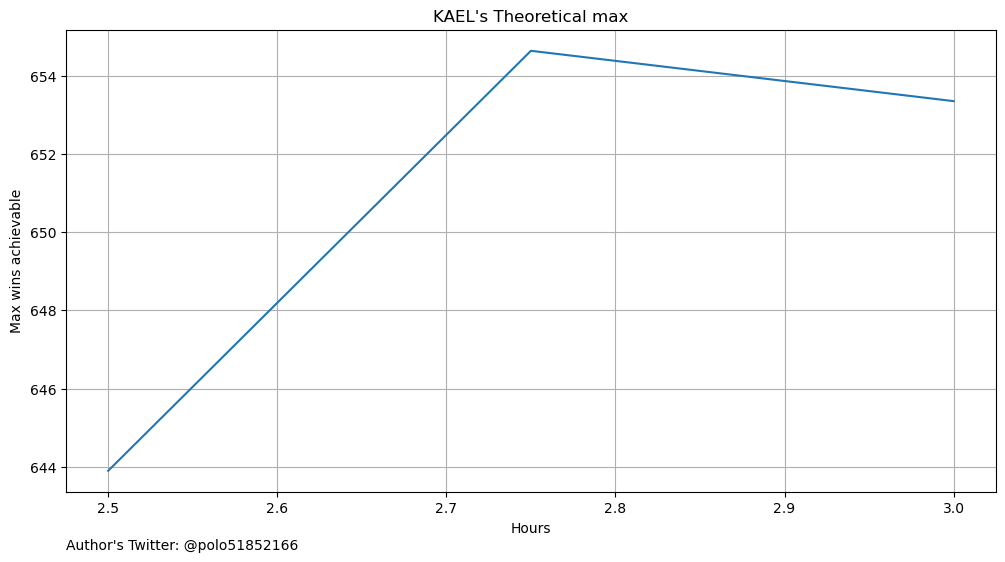 KAEL's Theoretical max
654
652
650
648
646
644
Max wins achievable
2.5 2.6 2.7 2.8 2.9 3.0
Hours
Author's Twitter: @polo51852166